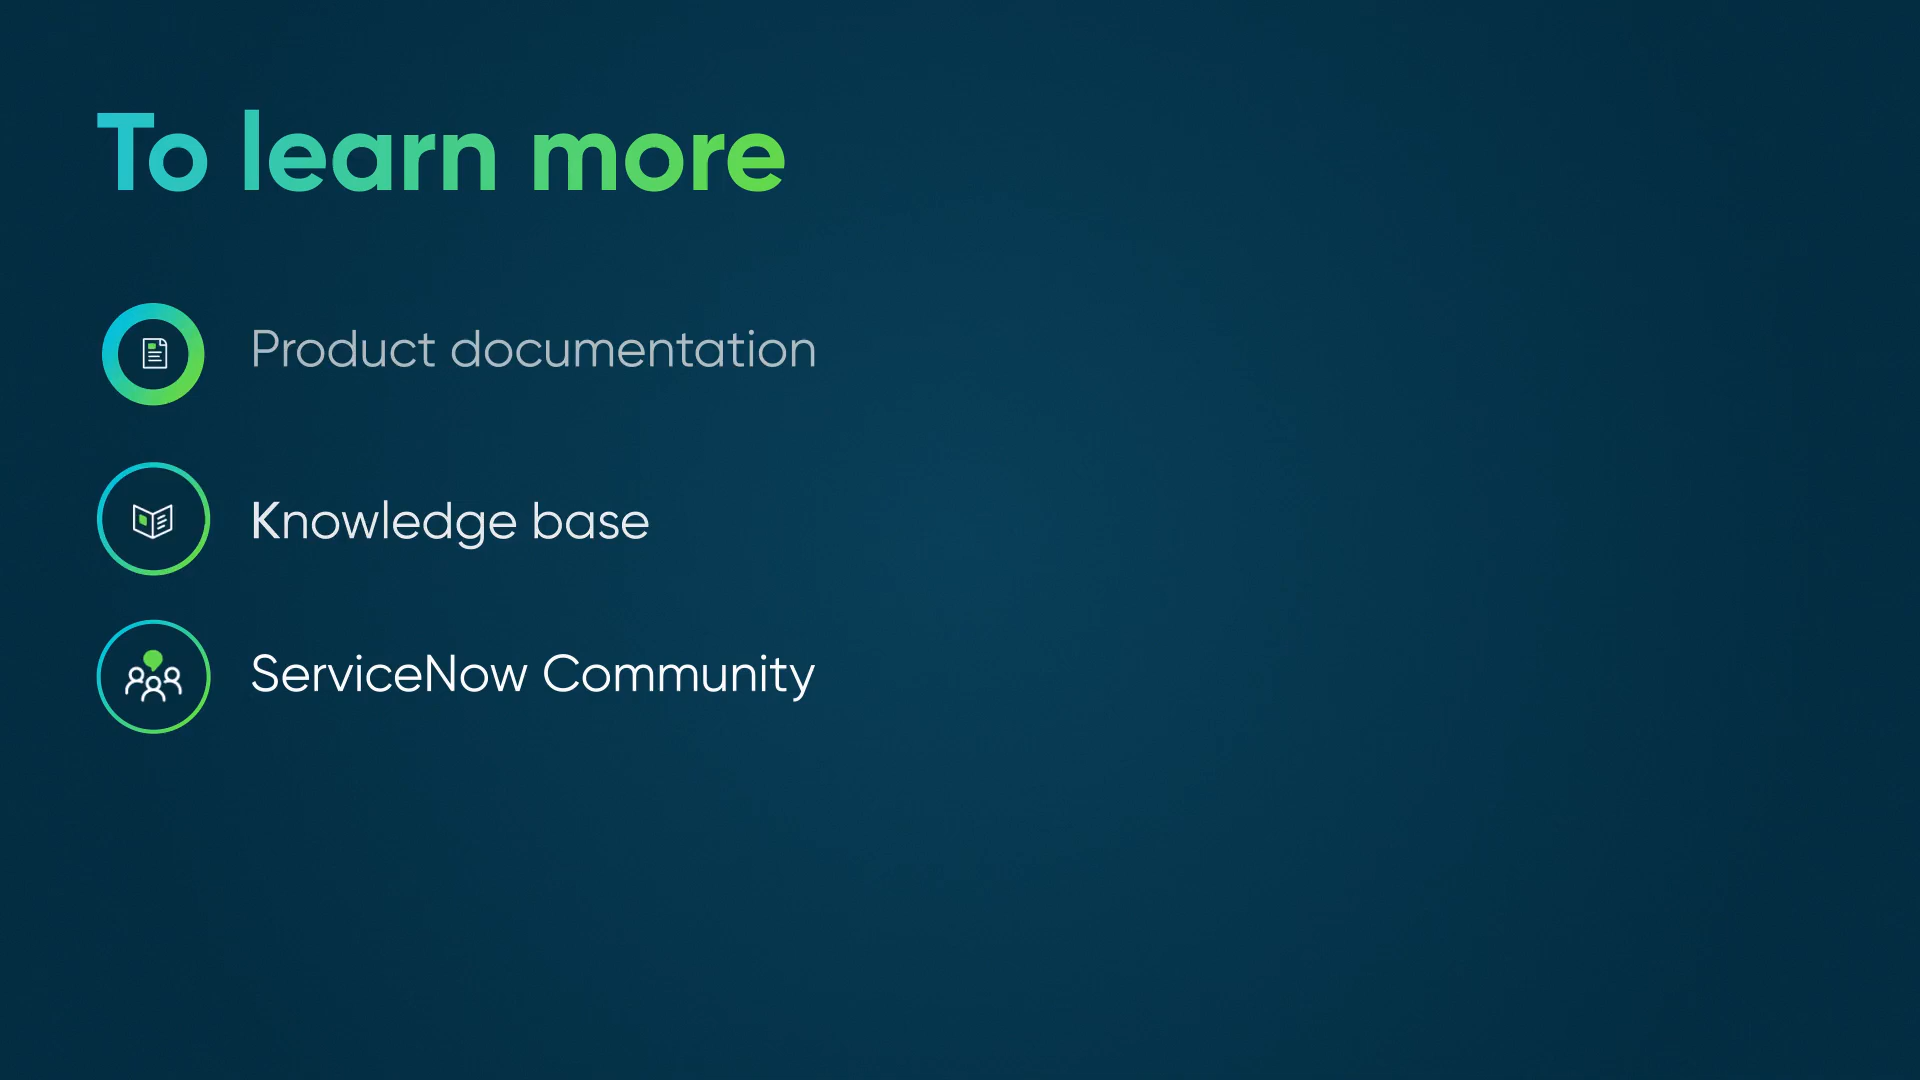 To learn more
Product documentation
Knowledge base
ServiceNow Community